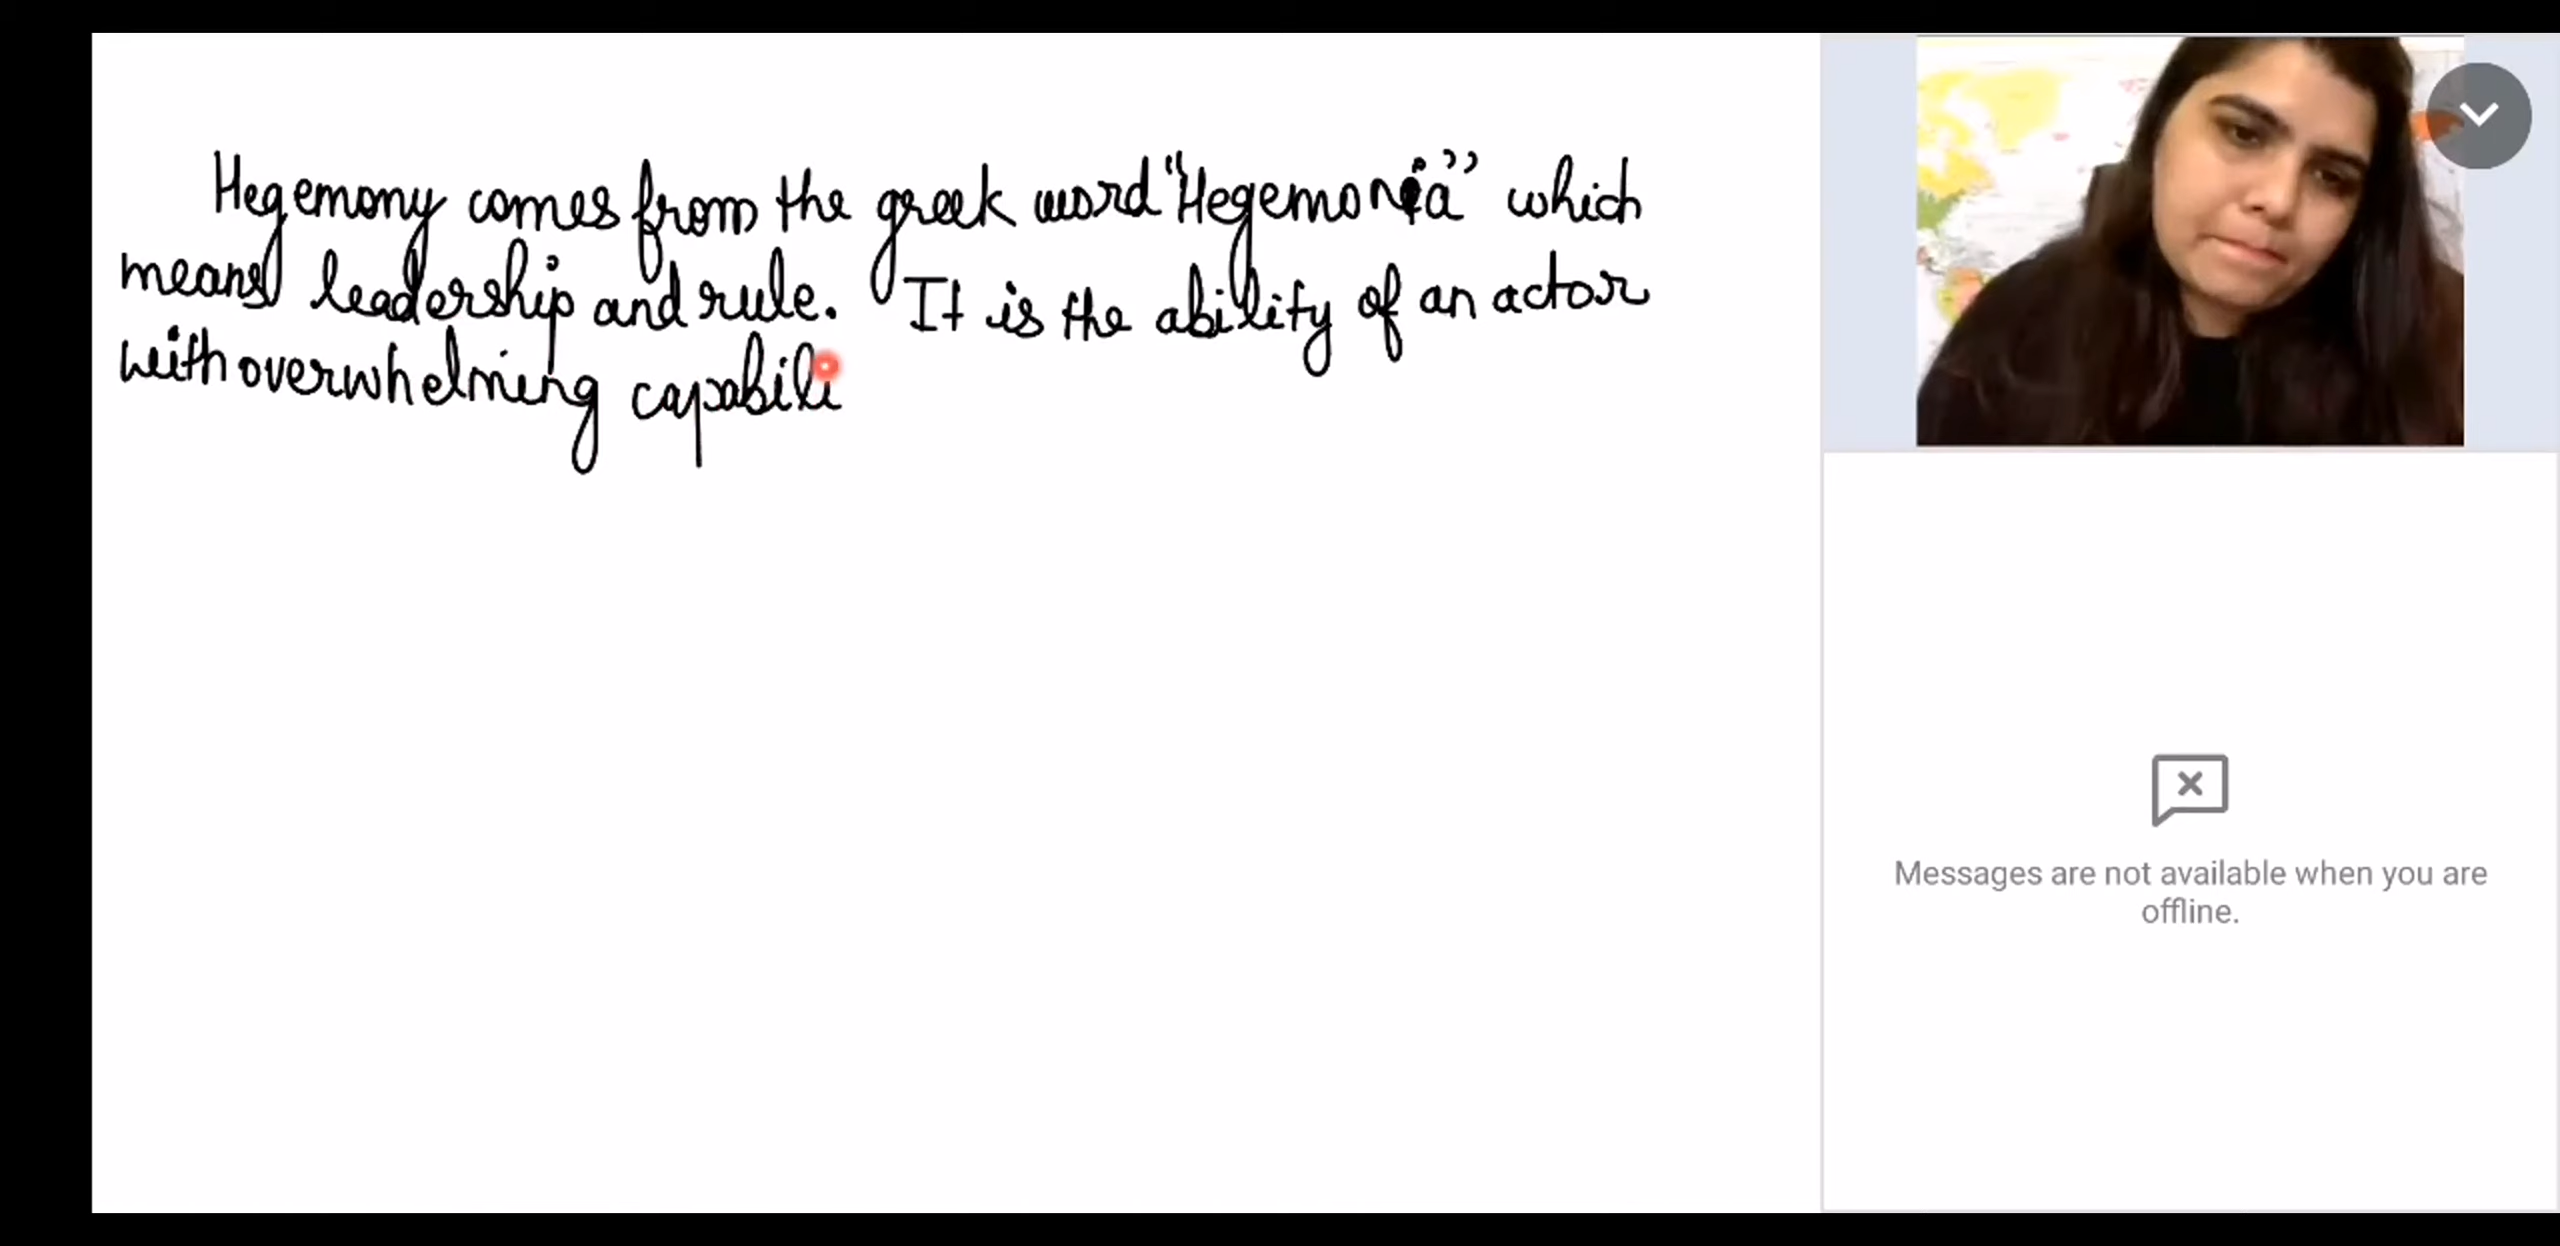 Hegemony comes from the greek word "Hegemonia" which
means leadership and rule. It is the ability of an actor
with overwhelming capabili
Messages are not available when you are
offline.